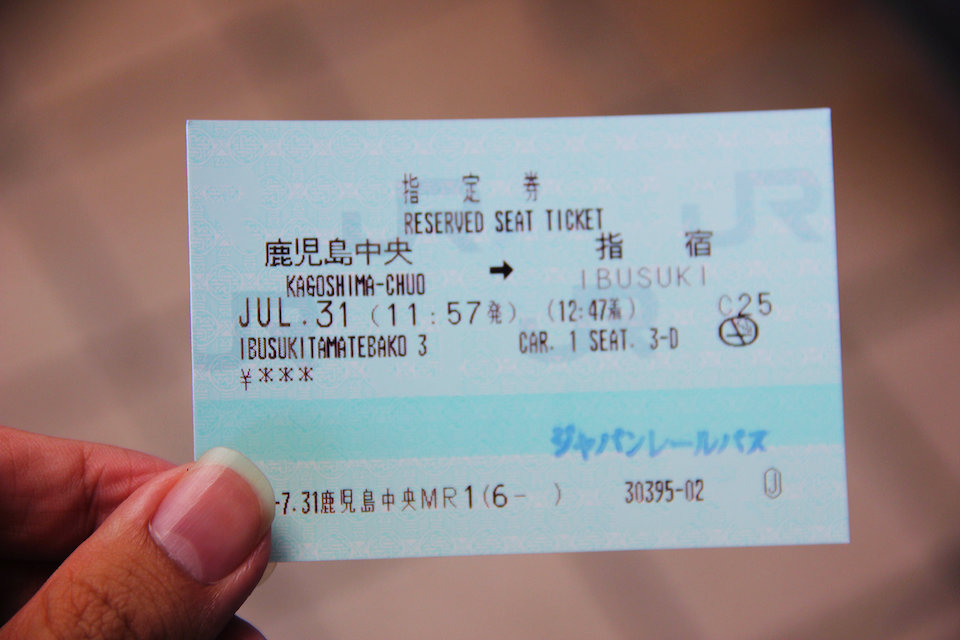 指定券
RESERVED SEAT TICKET
鹿児島中央 ➡ 指宿
KAGOSHIMA-CHUO IBUSUKI
JUL.31 (11:57発) (12:47着) C25
IBUSUKITAMATEBAKO 3 CAR. 1 SEAT. 3-D
¥***
ジャパンレールパス
-7.31鹿児島中央MR1(6- ) 30395-02 J
JR
JR